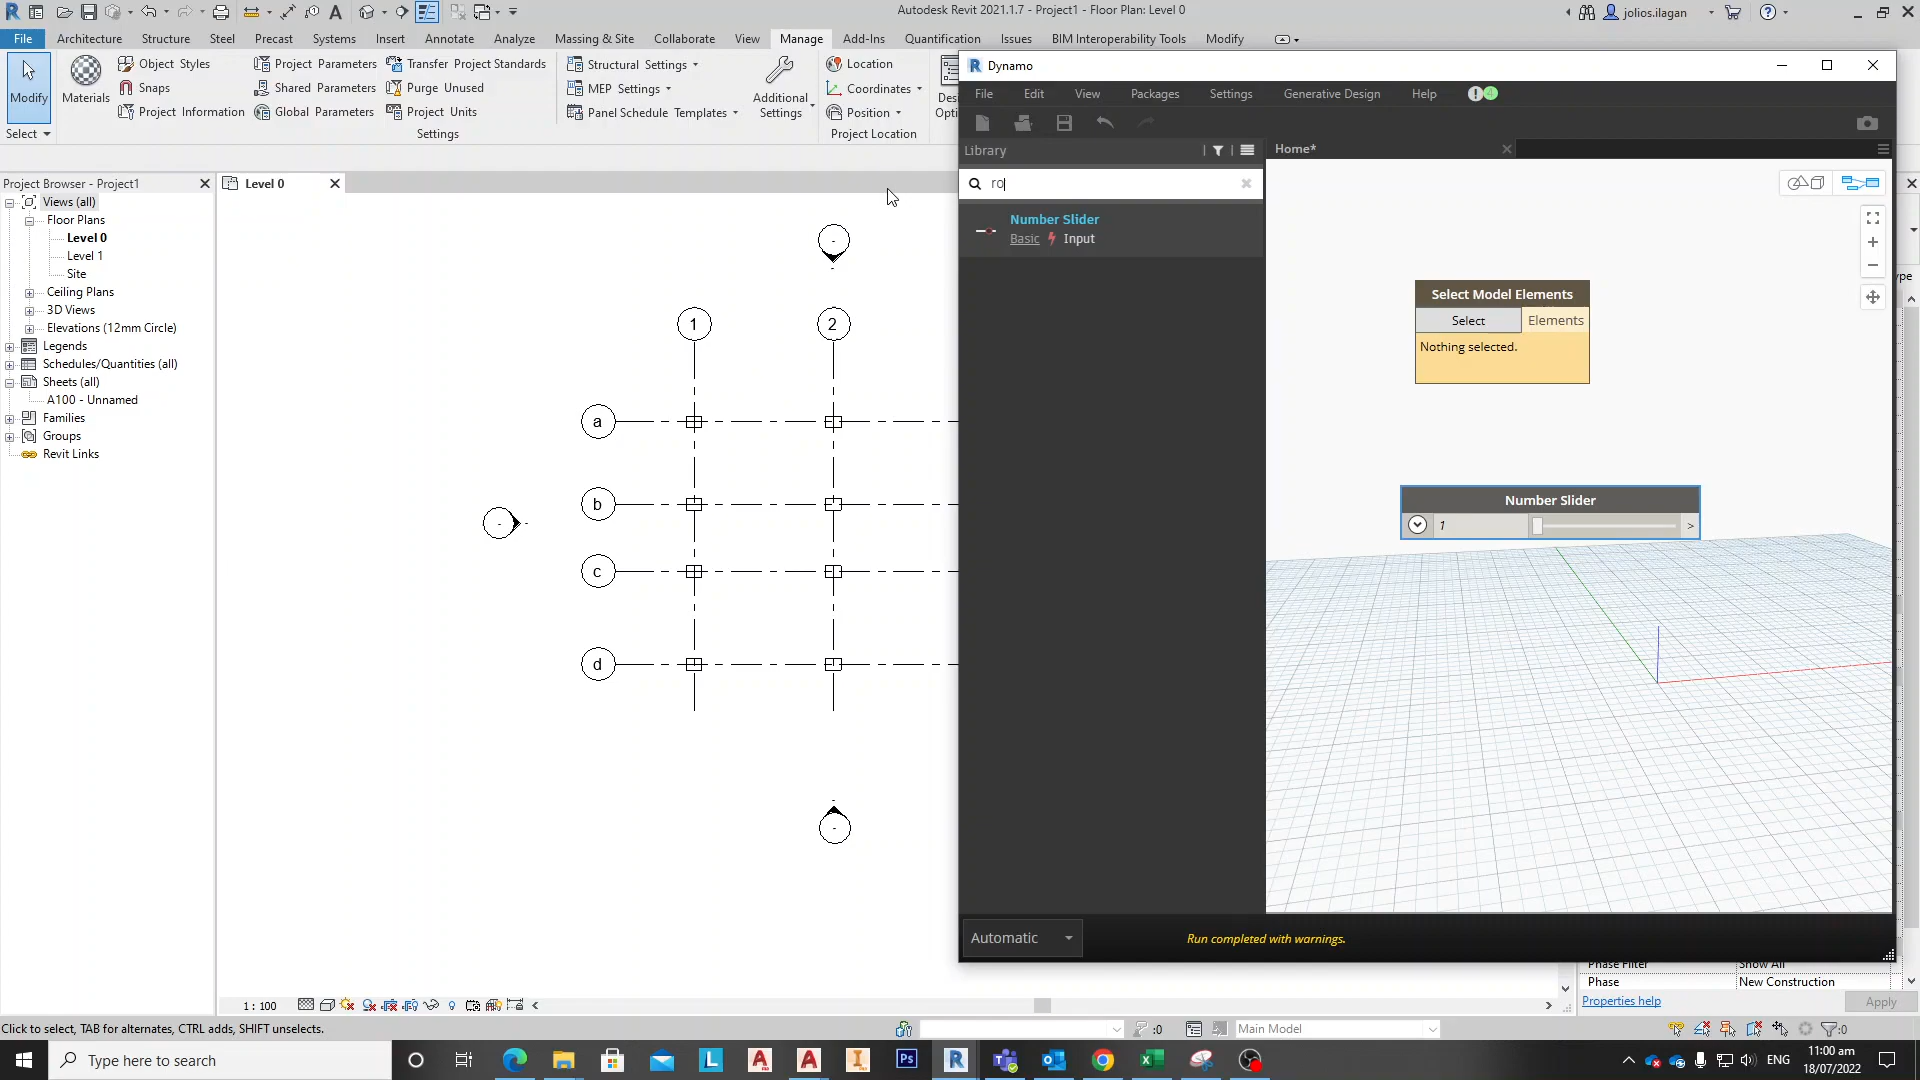 Autodesk Revit 2021.1.7 - Project1 - Floor Plan: Level 0
jolios.ilagan
File Architecture Structure Steel Precast Systems Insert Annotate Analyze Massing & Site Collaborate View Manage Add-Ins Quantification Issues BIM Interoperability Tools Modify
Modify
Materials
Object Styles
Snaps
Project Information
Project Parameters
Shared Parameters
Global Parameters
Transfer Project Standards
Purge Unused
Project Units
Structural Settings
MEP Settings
Panel Schedule Templates
Additional
Settings
Location
Coordinates
Position
Select
Settings
Project Location
Project Browser - Project1
Views (all)
Floor Plans
Level 0
Level 1
Site
Ceiling Plans
3D Views
Elevations (12mm Circle)
Legends
Schedules/Quantities (all)
Sheets (all)
A100 - Unnamed
Families
Groups
Revit Links
Level 0
1
2
a
b
c
d
Dynamo
File Edit View Packages Settings Generative Design Help
Library
Home*
ro
Number Slider
Basic Input
Select Model Elements
Select Elements
Nothing selected.
Number Slider
1 >
Automatic
Run completed with warnings.
Phase Filter Show All
Phase New Construction
Properties help
Apply
1 : 100
Click to select, TAB for alternates, CTRL adds, SHIFT unselects.
:0
Main Model
:0
Type here to search
ENG
11:00 am
18/07/2022